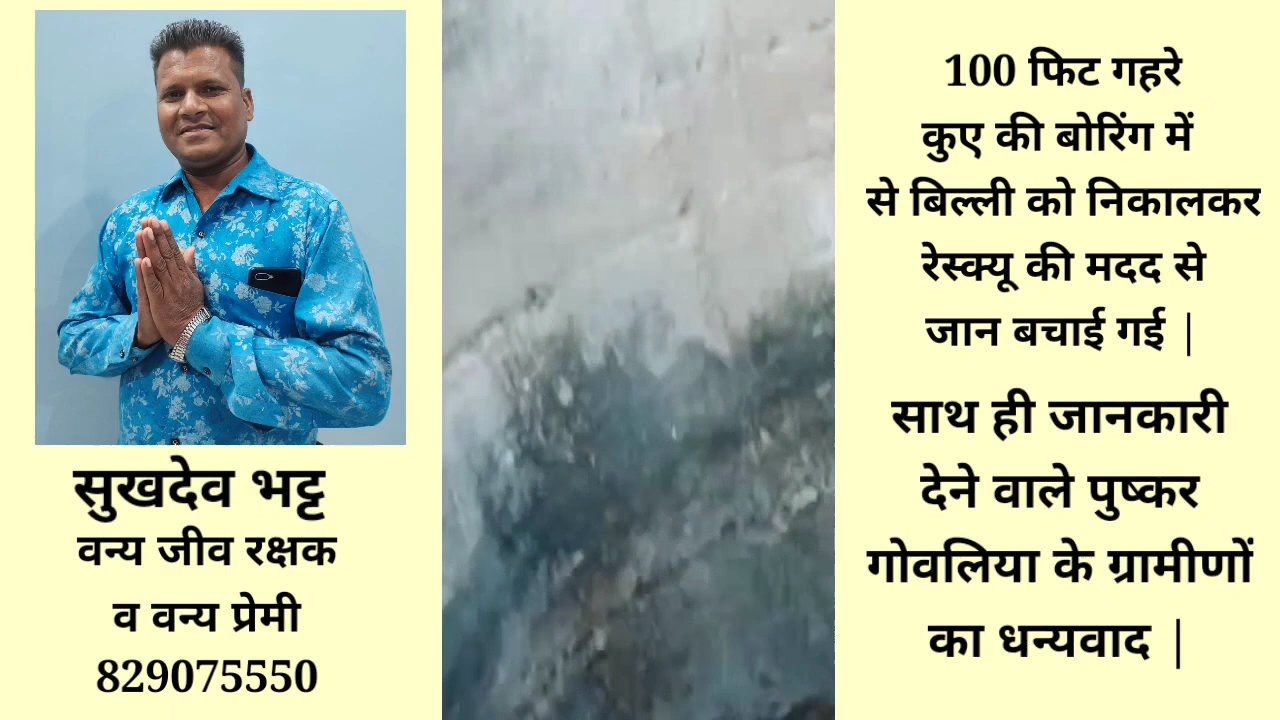 सुखदेव भट्ट
वन्य जीव रक्षक
व वन्य प्रेमी
829075550
100 फिट गहरे
कुए की बोरिंग में
से बिल्ली को निकालकर
रेस्क्यू की मदद से
जान बचाई गई |
साथ ही जानकारी
देने वाले पुष्कर
गोवलिया के ग्रामीणों
का धन्यवाद |